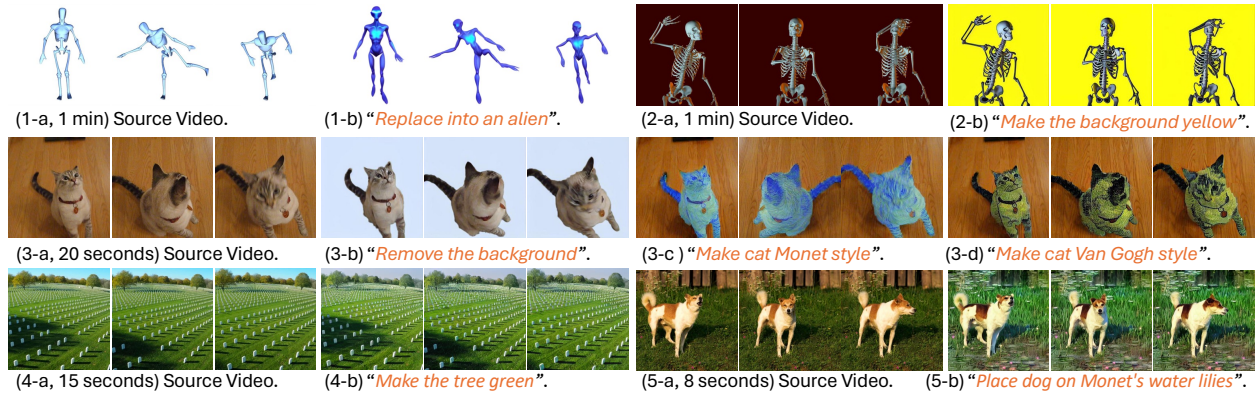 (1-a, 1 min) Source Video.
(1-b) “Replace into an alien”.
(2-a, 1 min) Source Video.
(2-b) “Make the background yellow”.
(3-a, 20 seconds) Source Video.
(3-b) “Remove the background”.
(3-c ) “Make cat Monet style”.
(3-d) “Make cat Van Gogh style”.
(4-a, 15 seconds) Source Video.
(4-b) “Make the tree green”.
(5-a, 8 seconds) Source Video.
(5-b) “Place dog on Monet's water lilies”.